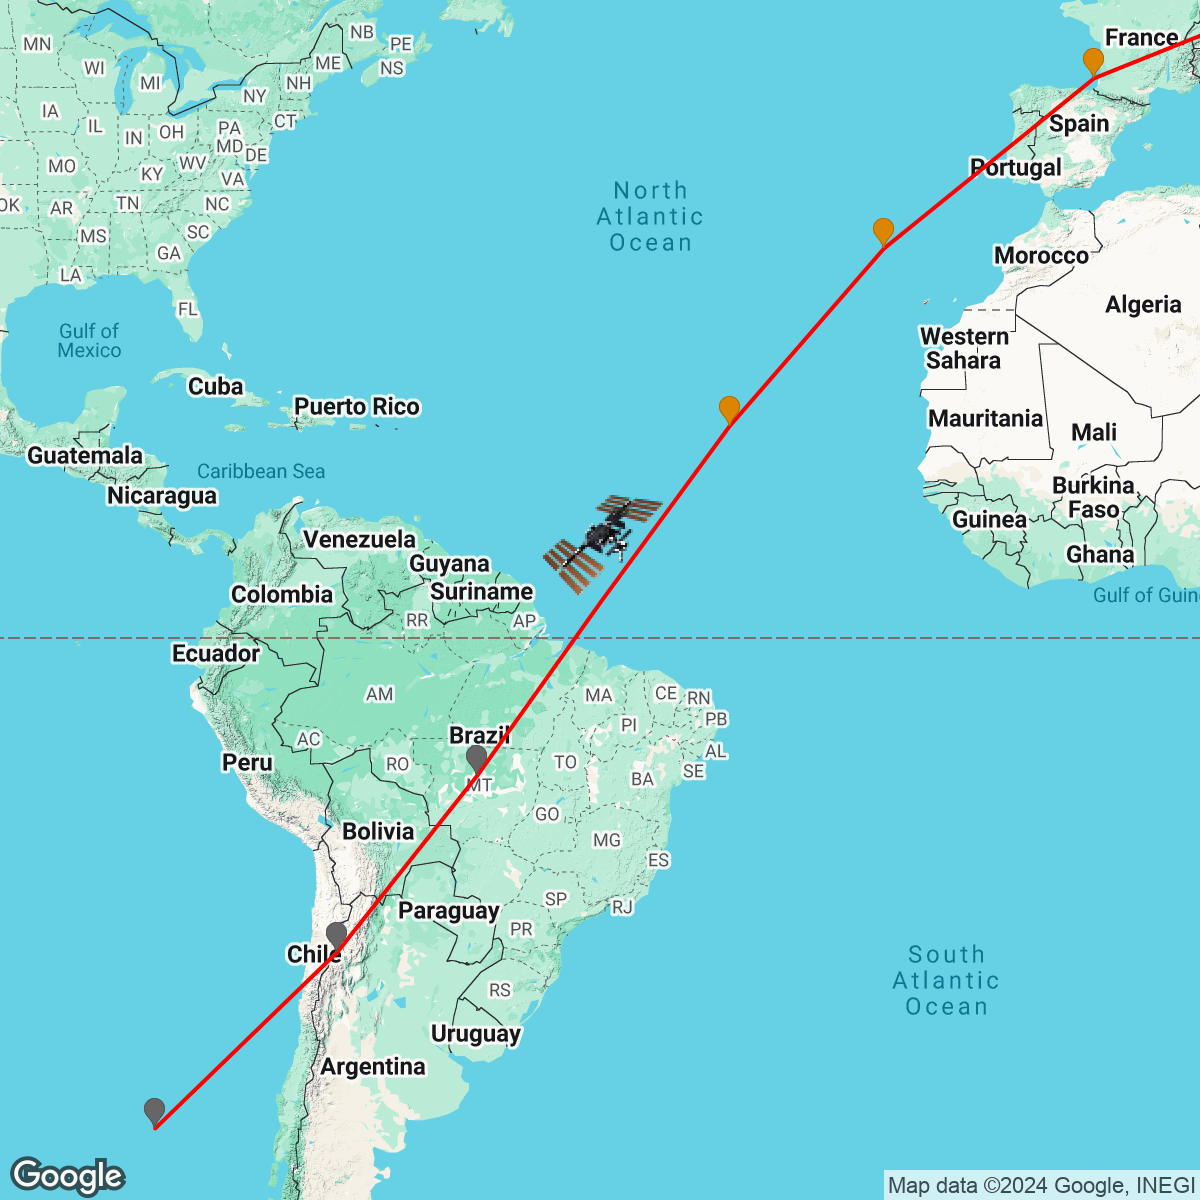 MN
NB
PE
ME
NS
France
WI
MI
NH
NY
IA
IL
IN
OH
PA
CT
MD
DE
Spain
MO
KY
WV
VA
Portugal
OK
AR
TN
NC
North
Atlantic
Ocean
MS
SC
GA
LA
Morocco
FL
Algeria
Gulf of
Mexico
Western
Sahara
Cuba
Puerto Rico
Mauritania
Mali
Guatemala
Caribbean Sea
Nicaragua
Burkina
Faso
Guinea
Venezuela
Ghana
Guyana
Suriname
Colombia
Gulf of Guin
RR
AP
Ecuador
AM
MA
CE
RN
PB
PI
Brazil
AC
AL
Peru
RO
TO
SE
BA
MT
GO
Bolivia
MG
ES
SP
RJ
Paraguay
PR
Chile
South
Atlantic
Ocean
RS
Uruguay
Argentina
Google
Map data ©2024 Google, INEGI